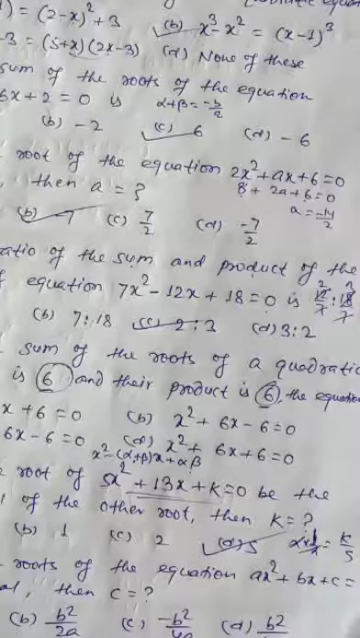 ) = (2-x)² + 3 (b) x³ - x² = (x-1)³
-3 = (5+x)(2x-3) (d) None of these
sum of the roots of the equation
6x + 2 = 0 is α+β = -b/a
(b) -2 (c) 6 (d) -6
root of the equation 2x² + ax + 6 = 0
then a = ? 8 + 2a + 6 = 0
a = -14/2
(b) -7 (c) 7/2 (d) -7/2
ratio of the sum and product of the
equation 7x² - 12x + 18 = 0 is 12/7 : 18/7 2 3
(b) 7:18 (c) 2:3 (d) 3:2
sum of the roots of a quadratic
is 6 and their product is 6, the equation
x + 6 = 0 (b) x² + 6x - 6 = 0
6x - 6 = 0 (d) x² + 6x + 6 = 0
x² - (α+β)x + αβ
root of 5x² + 13x + K = 0 be the
of the other root, then K = ?
(b) 1 (c) 2 (d) 5 K/5
roots of the equation ax² + bx + c =
then c = ?
(b) b²/2a (c) -b²/4a (d) b²